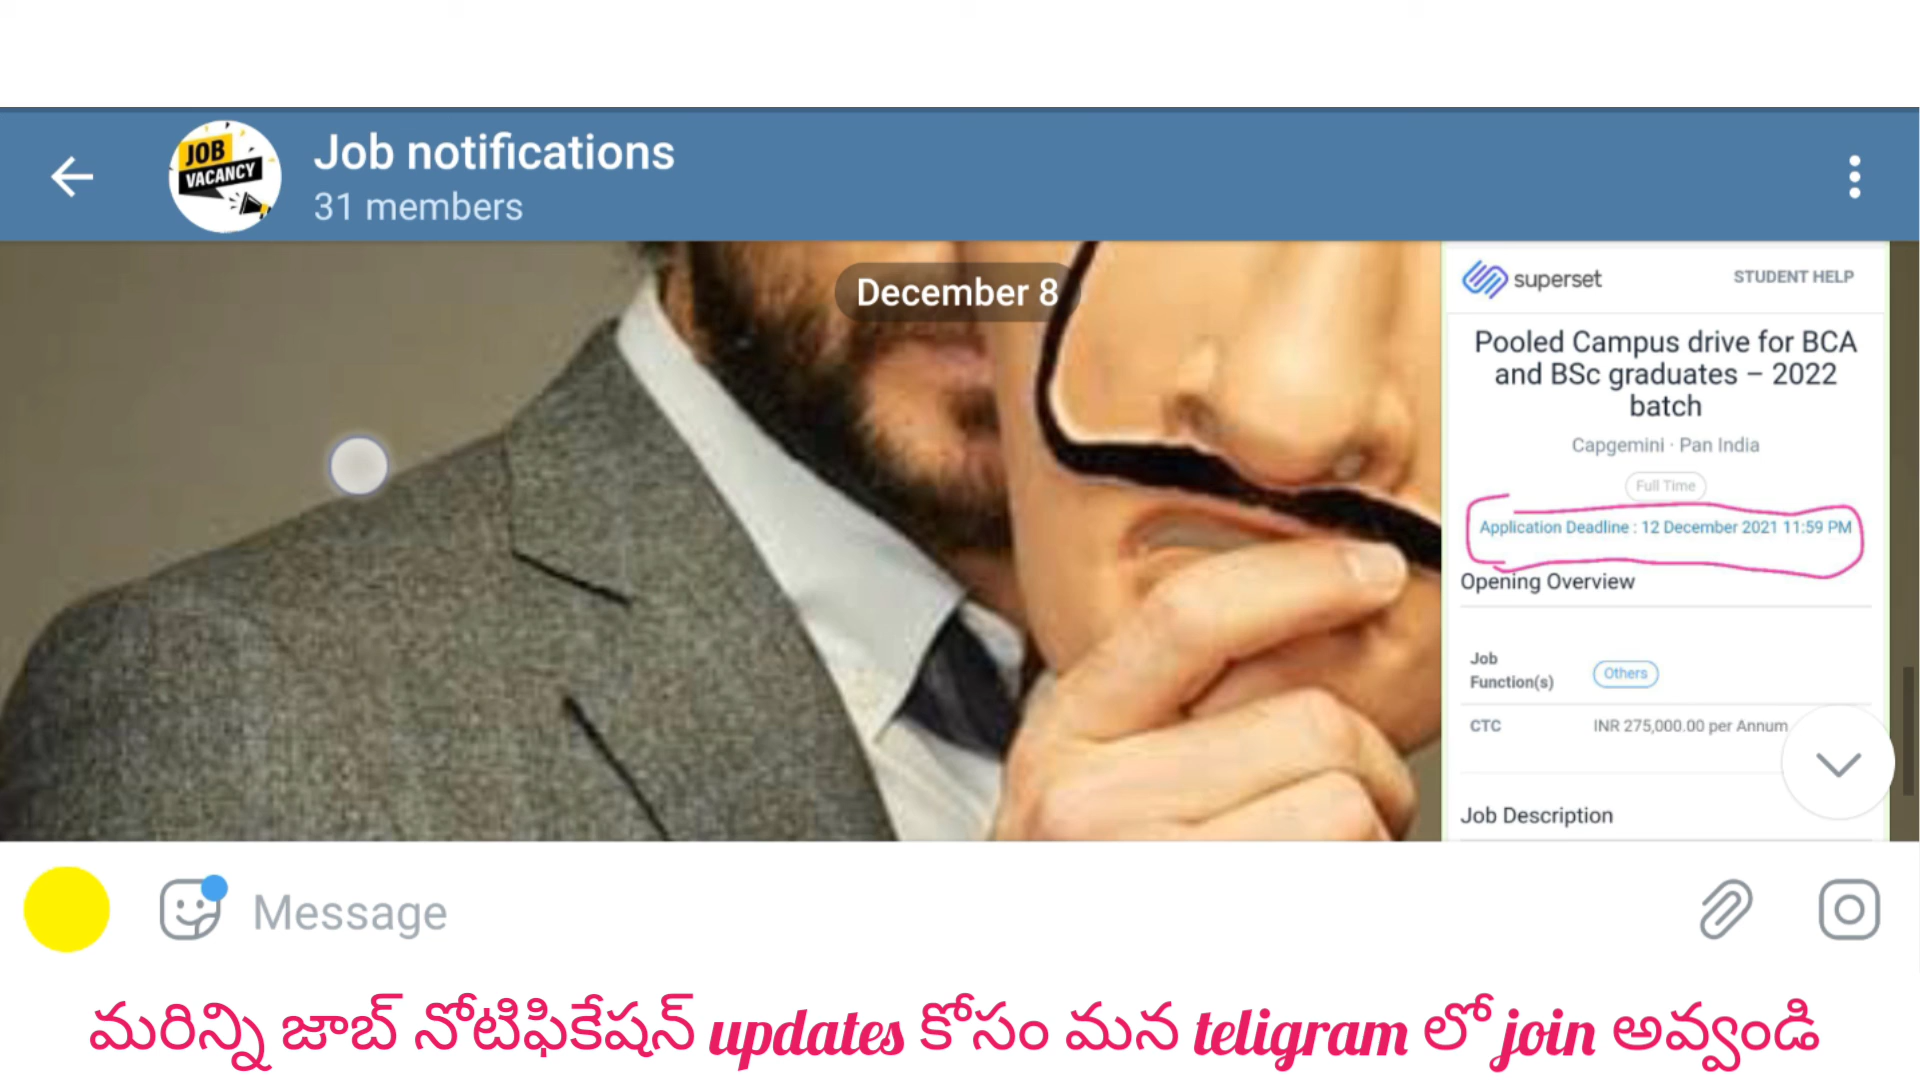 JOB
VACANCY
Job notifications
31 members
December 8
superset
STUDENT HELP
Pooled Campus drive for BCA
and BSc graduates – 2022
batch
Capgemini · Pan India
Full Time
Application Deadline : 12 December 2021 11:59 PM
Opening Overview
Job
Function(s)
Others
CTC
INR 275,000.00 per Annum
Job Description
Message
మరిన్ని జాబ్ నోటిఫికేషన్ updates కోసం మన teligram లో join అవ్వండి